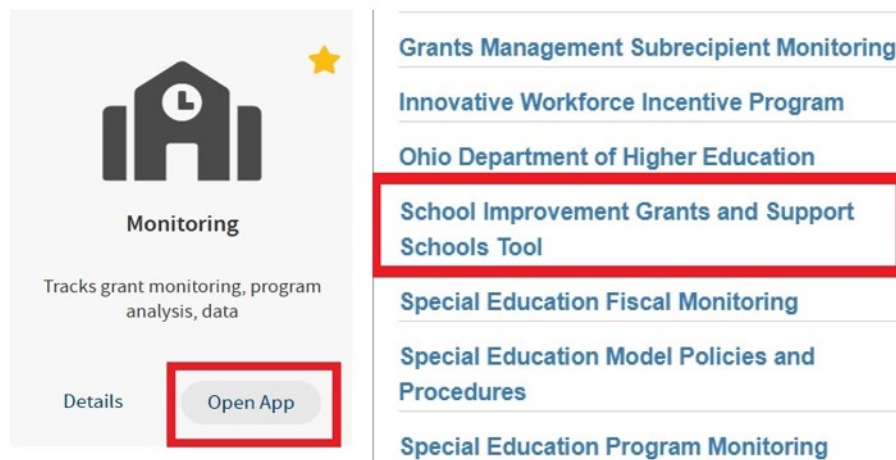 Monitoring
Tracks grant monitoring, program
analysis, data
Details
Open App
Grants Management Subrecipient Monitoring
Innovative Workforce Incentive Program
Ohio Department of Higher Education
School Improvement Grants and Support
Schools Tool
Special Education Fiscal Monitoring
Special Education Model Policies and
Procedures
Special Education Program Monitoring